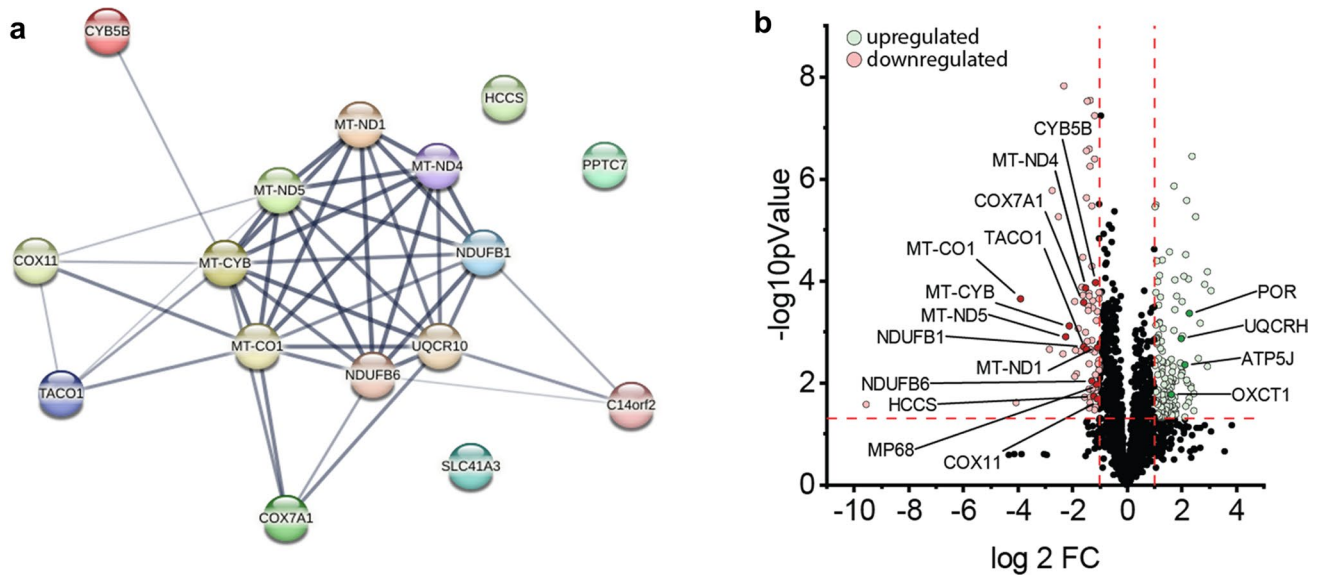 a
CYB5B
HCCS
MT-ND1
PPTC7
MT-ND4
MT-ND5
COX11
MT-CYB
NDUFB1
MT-CO1
UQCR10
NDUFB6
TACO1
C14orf2
SLC41A3
COX7A1
b
upregulated
downregulated
-log10pValue
8
6
4
2
0
CYB5B
MT-ND4
COX7A1
TACO1
MT-CO1
MT-CYB
MT-ND5
NDUFB1
MT-ND1
NDUFB6
HCCS
MP68
COX11
POR
UQCRH
ATP5J
OXCT1
-10 -8 -6 -4 -2 0 2 4
log 2 FC